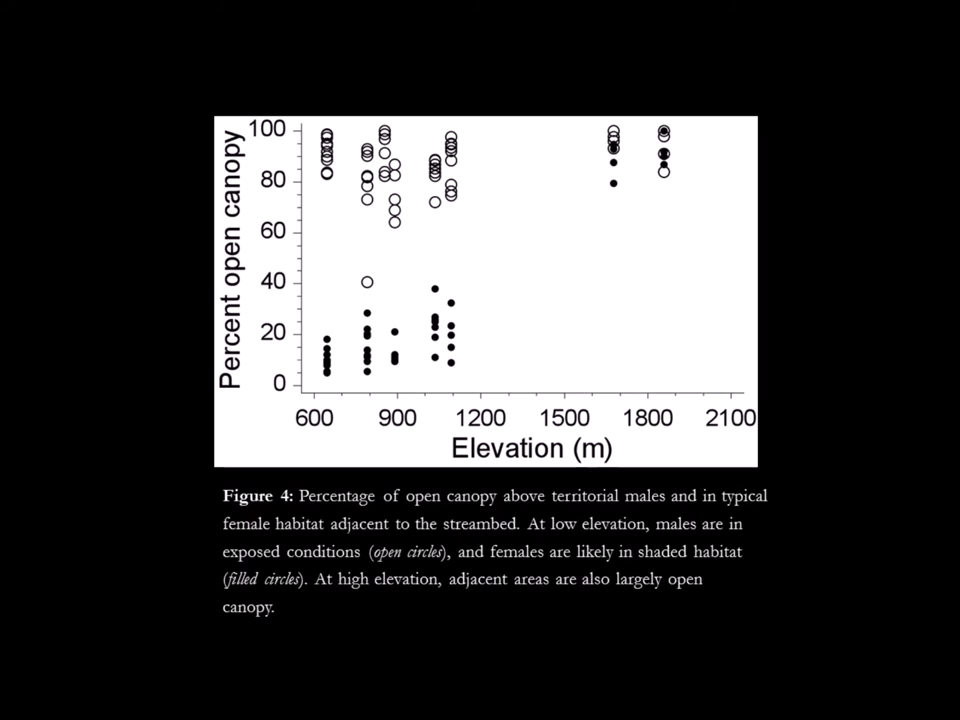 Percent open canopy
100
80
60
40
20
0
600 900 1200 1500 1800 2100
Elevation (m)
Figure 4: Percentage of open canopy above territorial males and in typical
female habitat adjacent to the streambed. At low elevation, males are in
exposed conditions (open circles), and females are likely in shaded habitat
(filled circles). At high elevation, adjacent areas are also largely open
canopy.